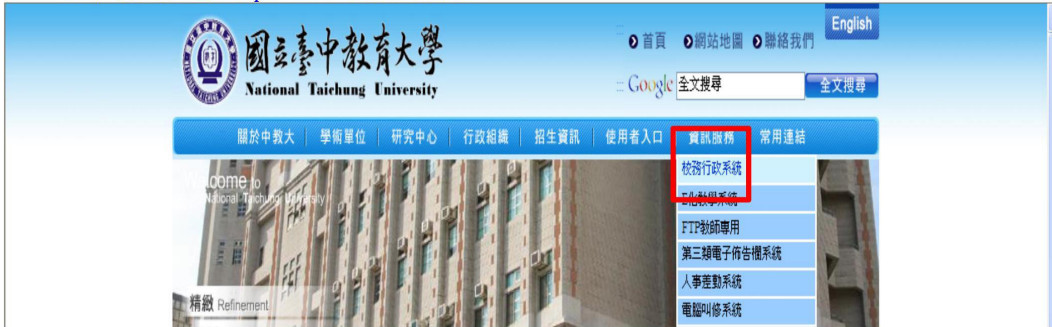 English
首頁 網站地圖 聯絡我們
國立臺中教育大學
National Taichung University
Google 全文搜尋 全文搜尋
關於中教大 | 學術單位 | 研究中心 | 行政組織 | 招生資訊 | 使用者入口 | 資訊服務 常用連結
校務行政系統
E化教學系統
FTP教師專用
第三類電子佈告欄系統
人事差勤系統
電腦叫修系統
Welcome to
National Taichung University
精緻 Refinement